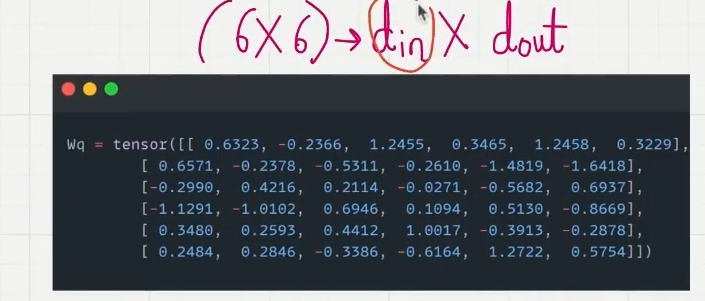 (6X6)→ din X dout
Wq = tensor([[ 0.6323, -0.2366, 1.2455, 0.3465, 1.2458, 0.3229],
[ 0.6571, -0.2378, -0.5311, -0.2610, -1.4819, -1.6418],
[-0.2990, 0.4216, 0.2114, -0.0271, -0.5682, 0.6937],
[-1.1291, -1.0102, 0.6946, 0.1094, 0.5130, -0.8669],
[ 0.3480, 0.2593, 0.4412, 1.0017, -0.3913, -0.2878],
[ 0.2484, 0.2846, -0.3386, -0.6164, 1.2722, 0.5754]])